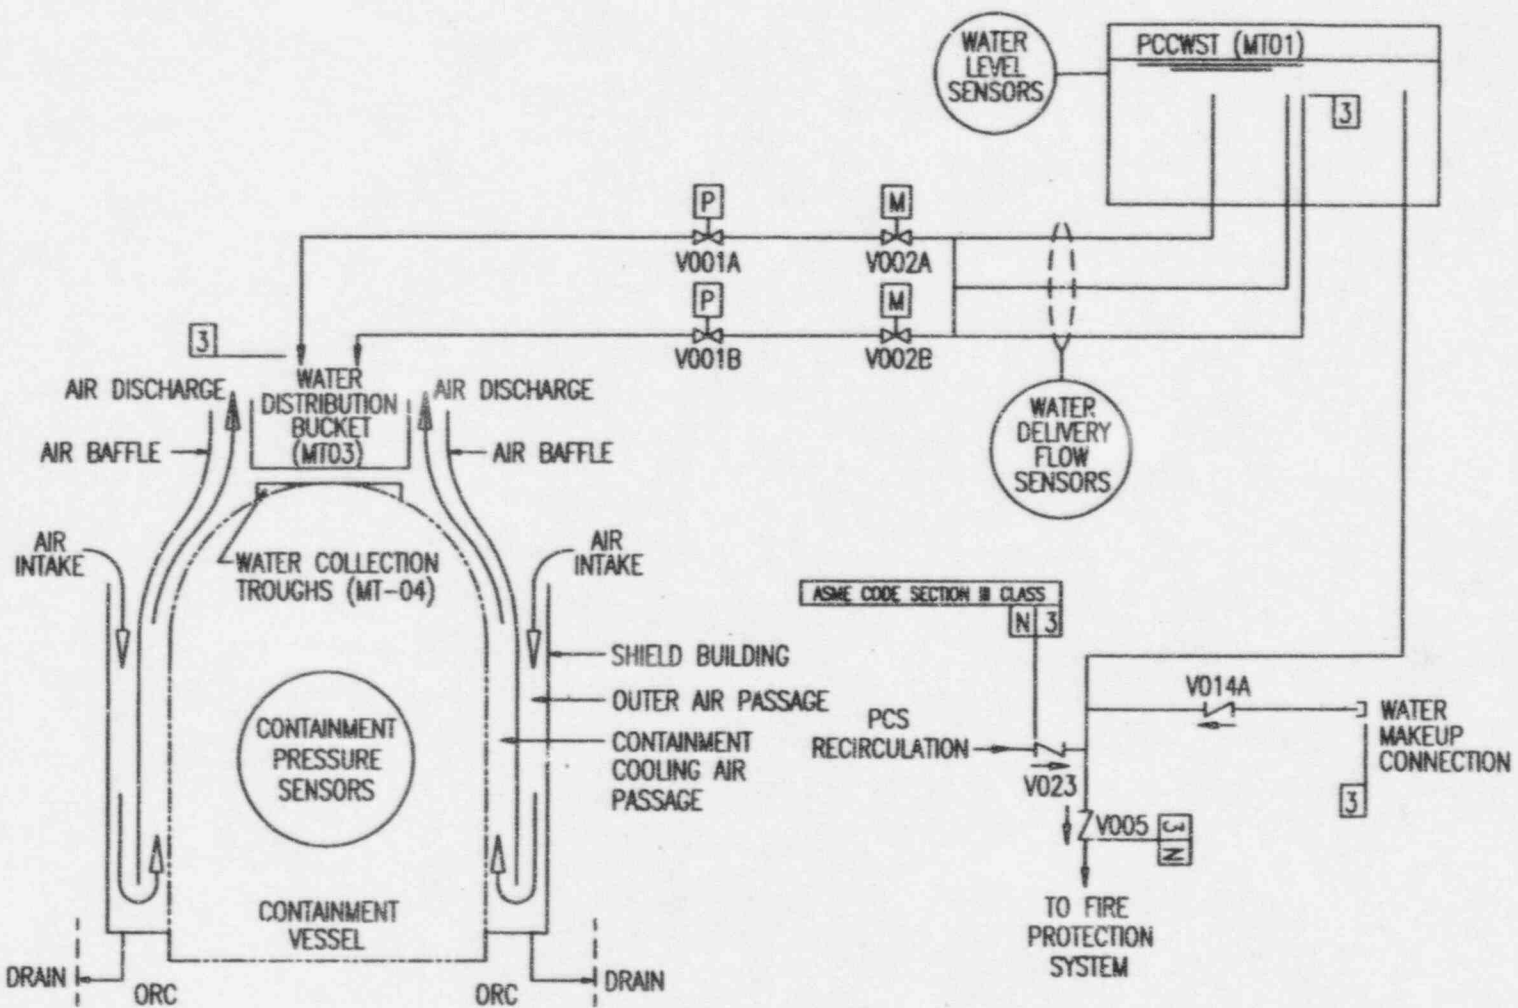 WATER
LEVEL
SENSORS
PCCWST (MT01)
3
P
M
V001A
V002A
P
M
V001B
V002B
3
AIR DISCHARGE
WATER
DISTRIBUTION
BUCKET
(MT03)
AIR DISCHARGE
AIR BAFFLE
AIR BAFFLE
WATER
DELIVERY
FLOW
SENSORS
AIR
INTAKE
WATER COLLECTION
TROUGHS (MT-04)
AIR
INTAKE
ASME CODE SECTION III CLASS
N 3
SHIELD BUILDING
OUTER AIR PASSAGE
CONTAINMENT
COOLING AIR
PASSAGE
CONTAINMENT
PRESSURE
SENSORS
PCS
RECIRCULATION
V023
V014A
WATER
MAKEUP
CONNECTION
3
V005
3
N
TO FIRE
PROTECTION
SYSTEM
CONTAINMENT
VESSEL
DRAIN
ORC
ORC
DRAIN